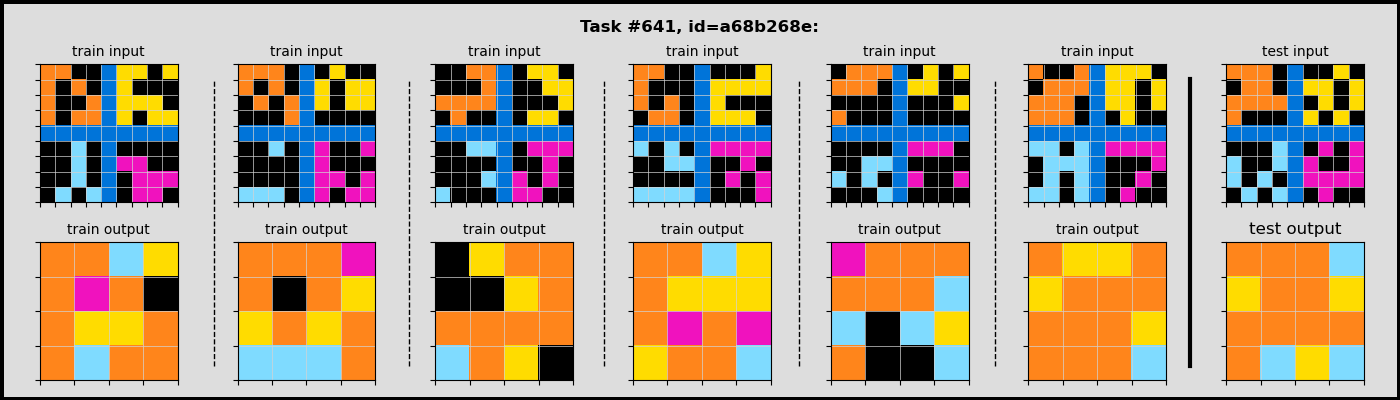 Task #641, id=a68b268e:
train input train input train input train input train input train input test input
train output train output train output train output train output train output test output